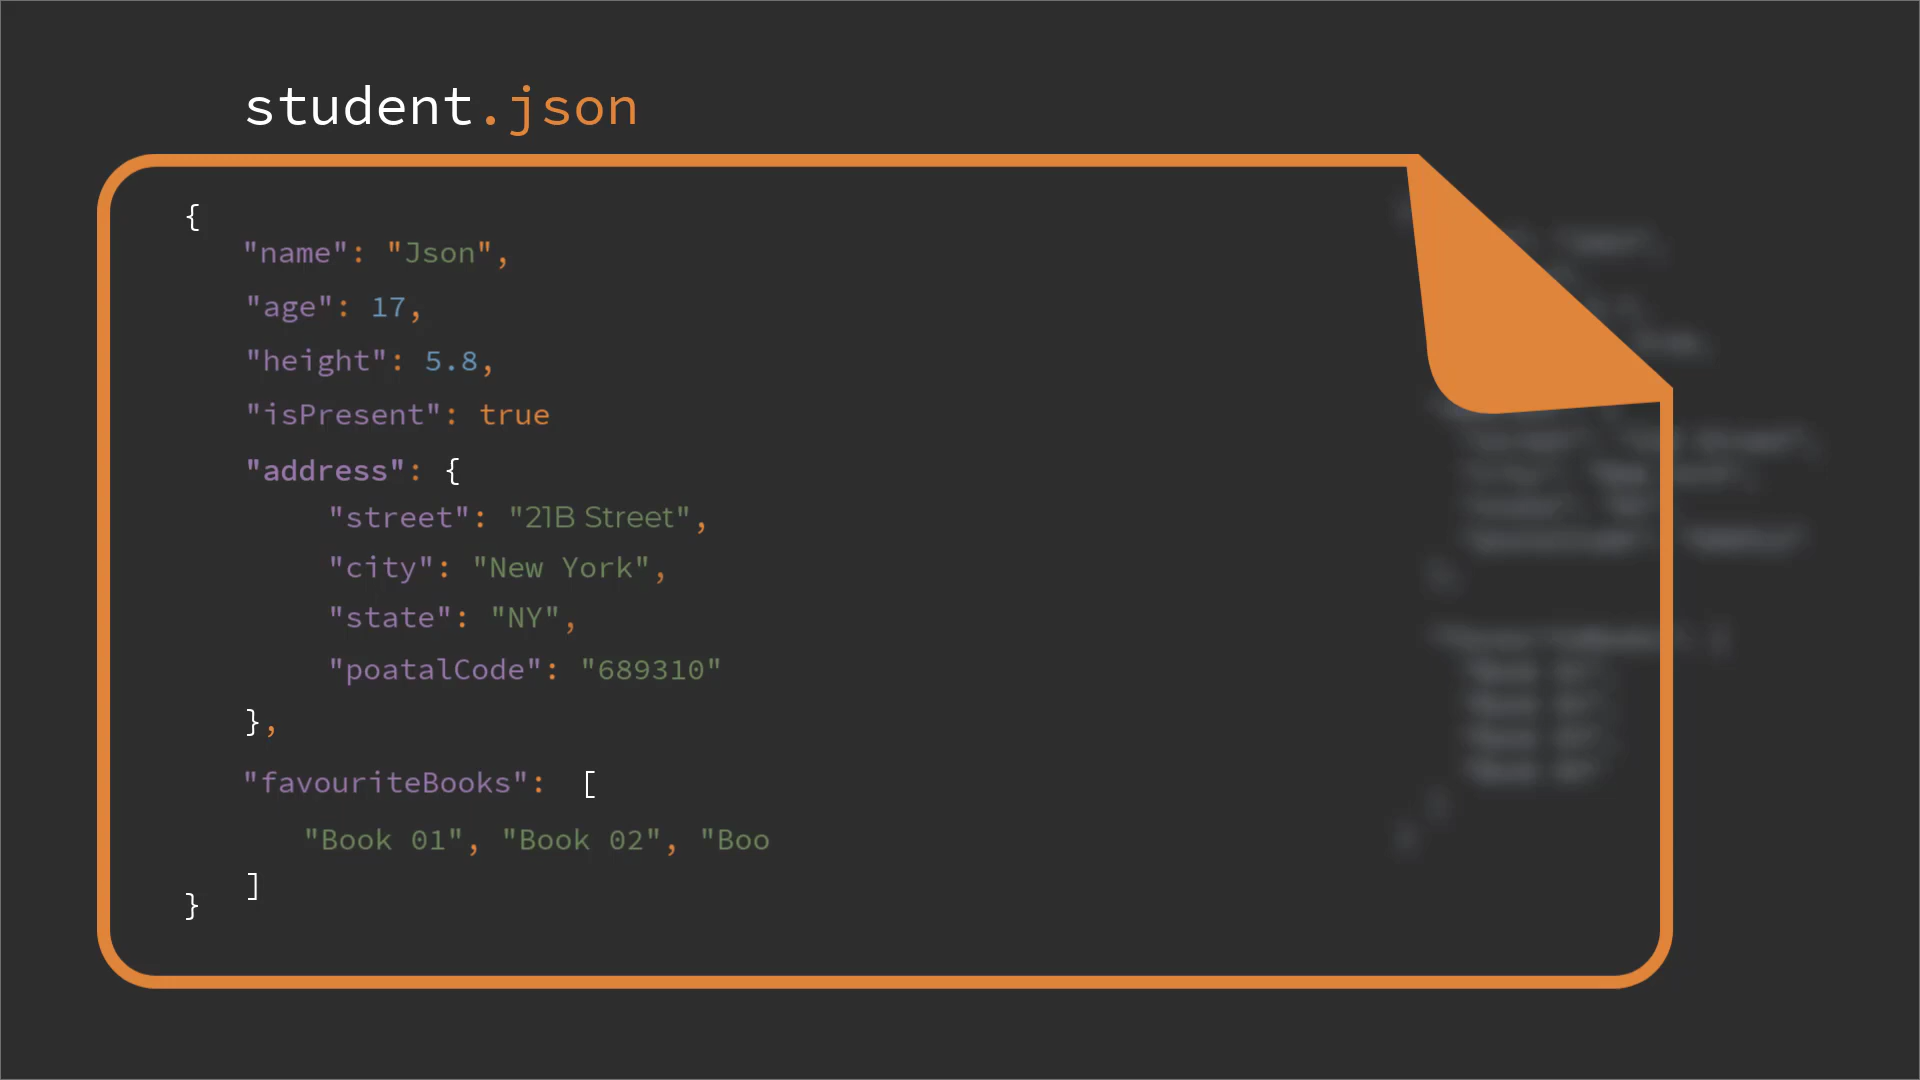 student.json
{
"name": "Json",
"age": 17,
"height": 5.8,
"isPresent": true
"address": {
"street": "21B Street",
"city": "New York",
"state": "NY",
"poatalCode": "689310"
},
"favouriteBooks": [
"Book 01", "Book 02", "Boo
]
}